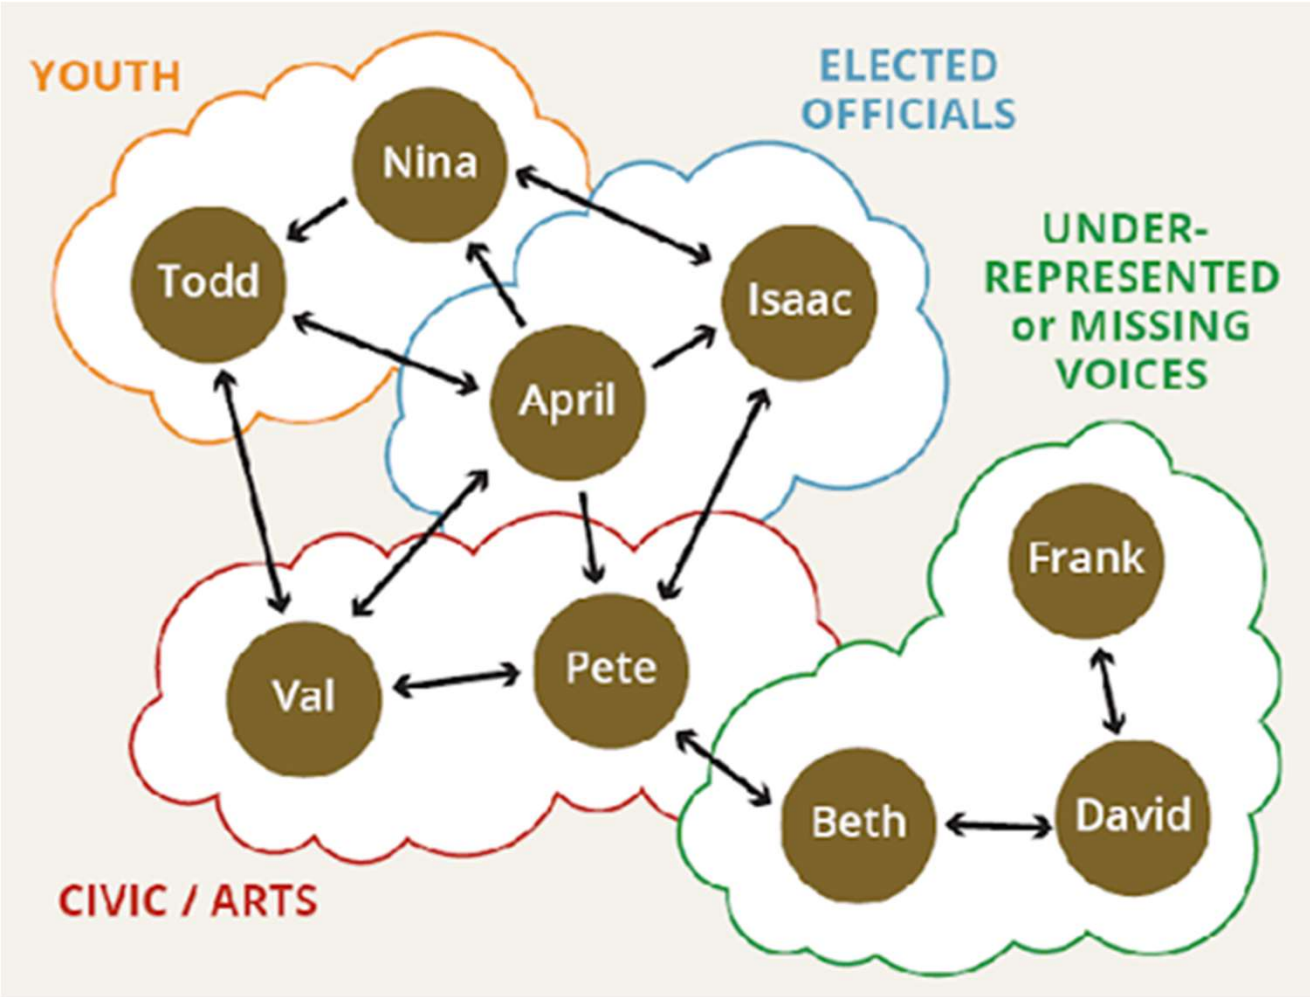 YOUTH
Nina
Todd
ELECTED
OFFICIALS
Isaac
April
UNDER-
REPRESENTED
or MISSING
VOICES
Frank
Val
Pete
Beth
David
CIVIC / ARTS